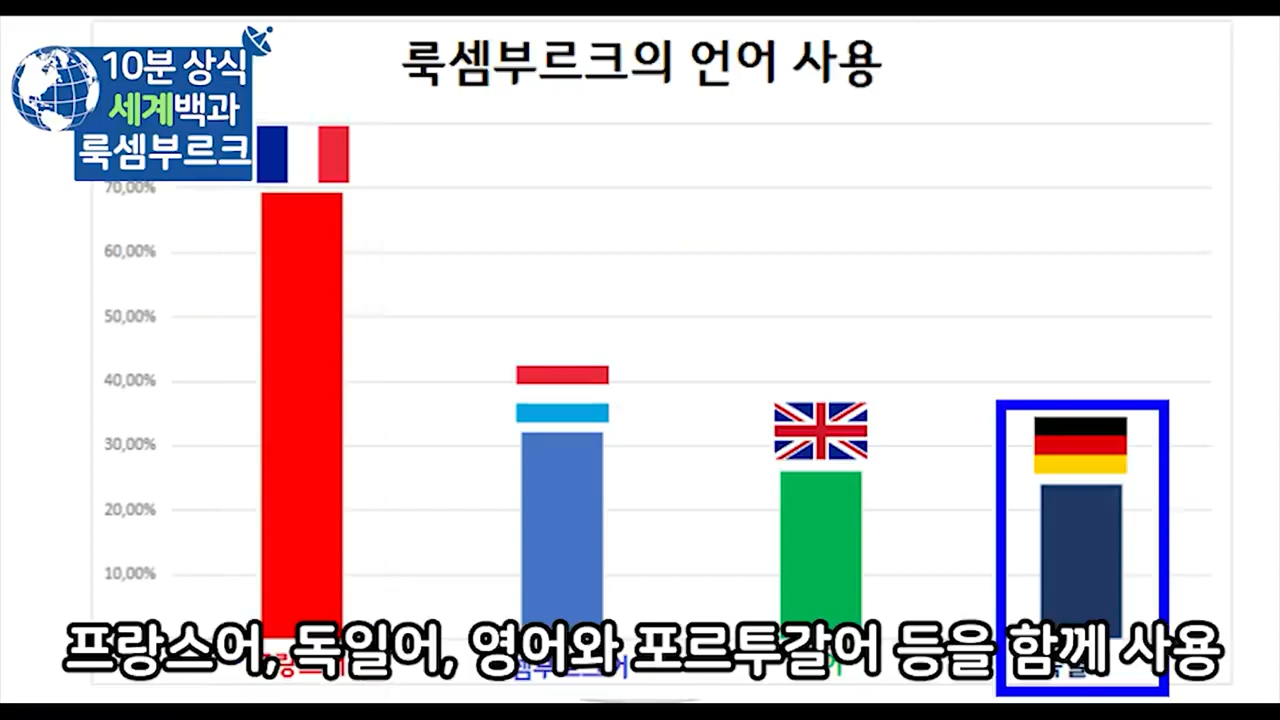 룩셈부르크의 언어 사용
10분 상식
세계백과
룩셈부르크
70,00%
60,00%
50,00%
40,00%
30,00%
20,00%
10,00%
프랑스어, 독일어, 영어와 포르투갈어 등을 함께 사용